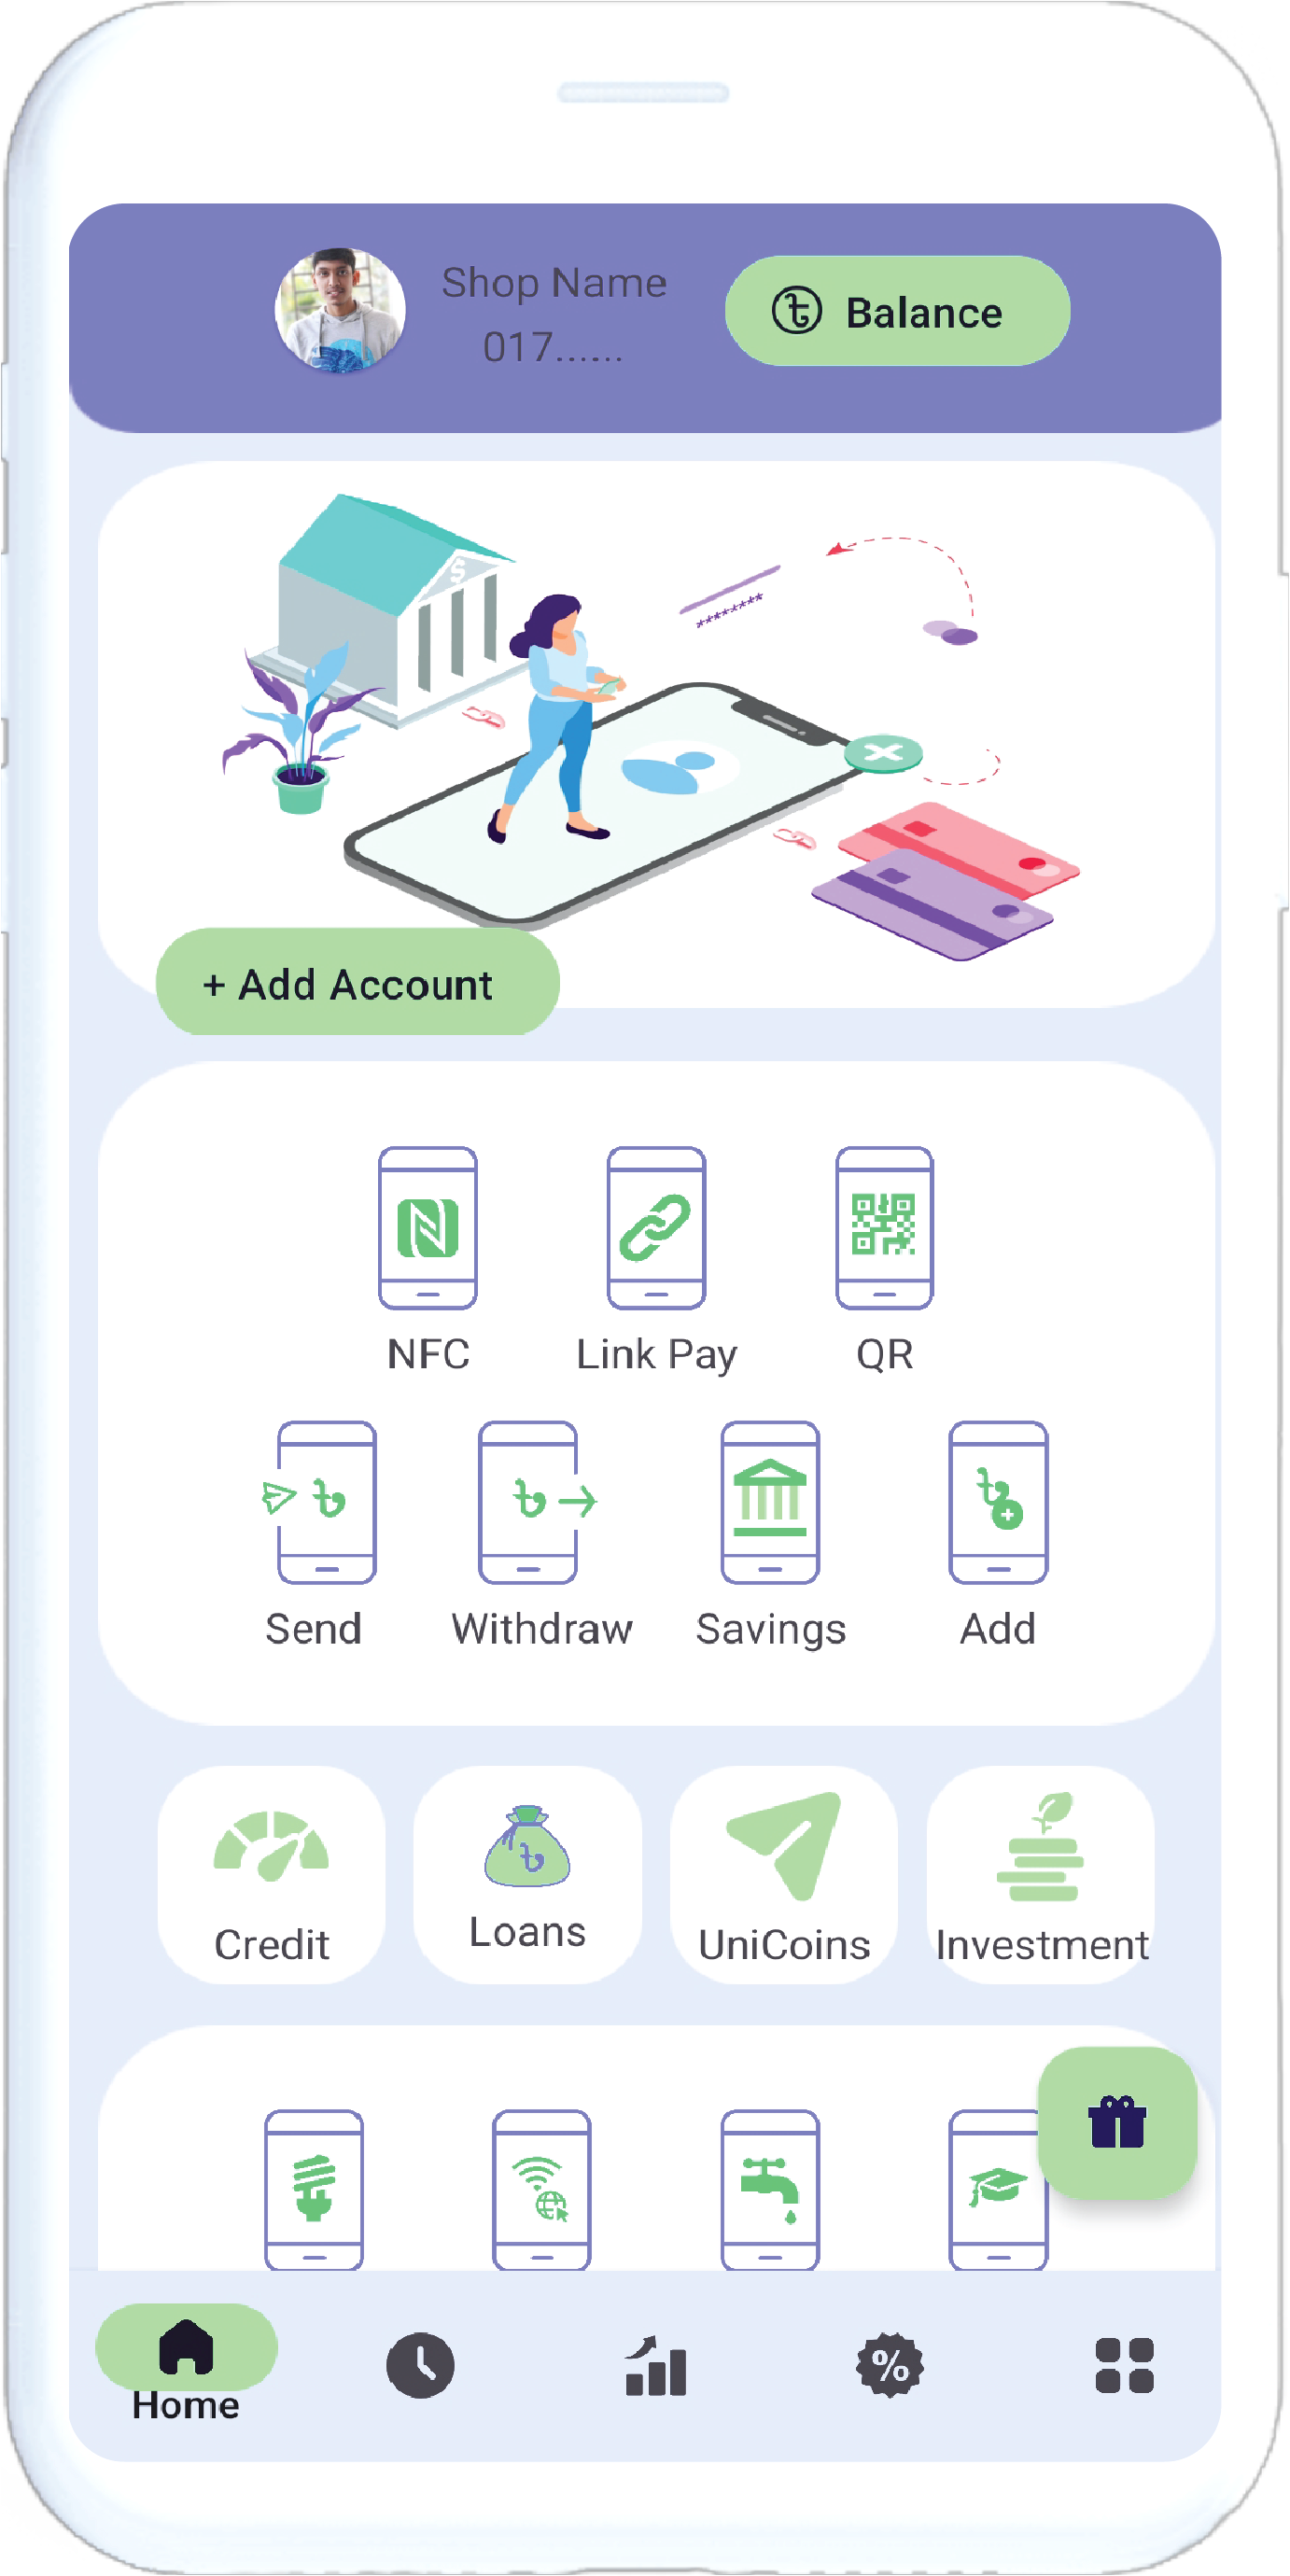 Shop Name
017......
৳ Balance
$
********
+ Add Account
NFC
Link Pay
QR
৳
৳
৳
Send
Withdraw
Savings
Add
৳
Credit
Loans
UniCoins
Investment
%
Home